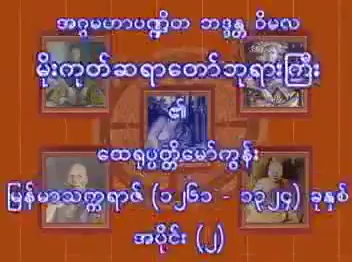 အဂ္ဂမဟာပဏ္ဍိတ ဘဒ္ဒန္တ ဝိမလ
မိုးကုတ်ဆရာတော်ဘုရားကြီး
၏
ထေရုပ္ပတ္တိမော်ကွန်း
မြန်မာသက္ကရာဇ် (၁၂၆၁ - ၁၃၂၄) ခုနှစ်
အပိုင်း (၂)